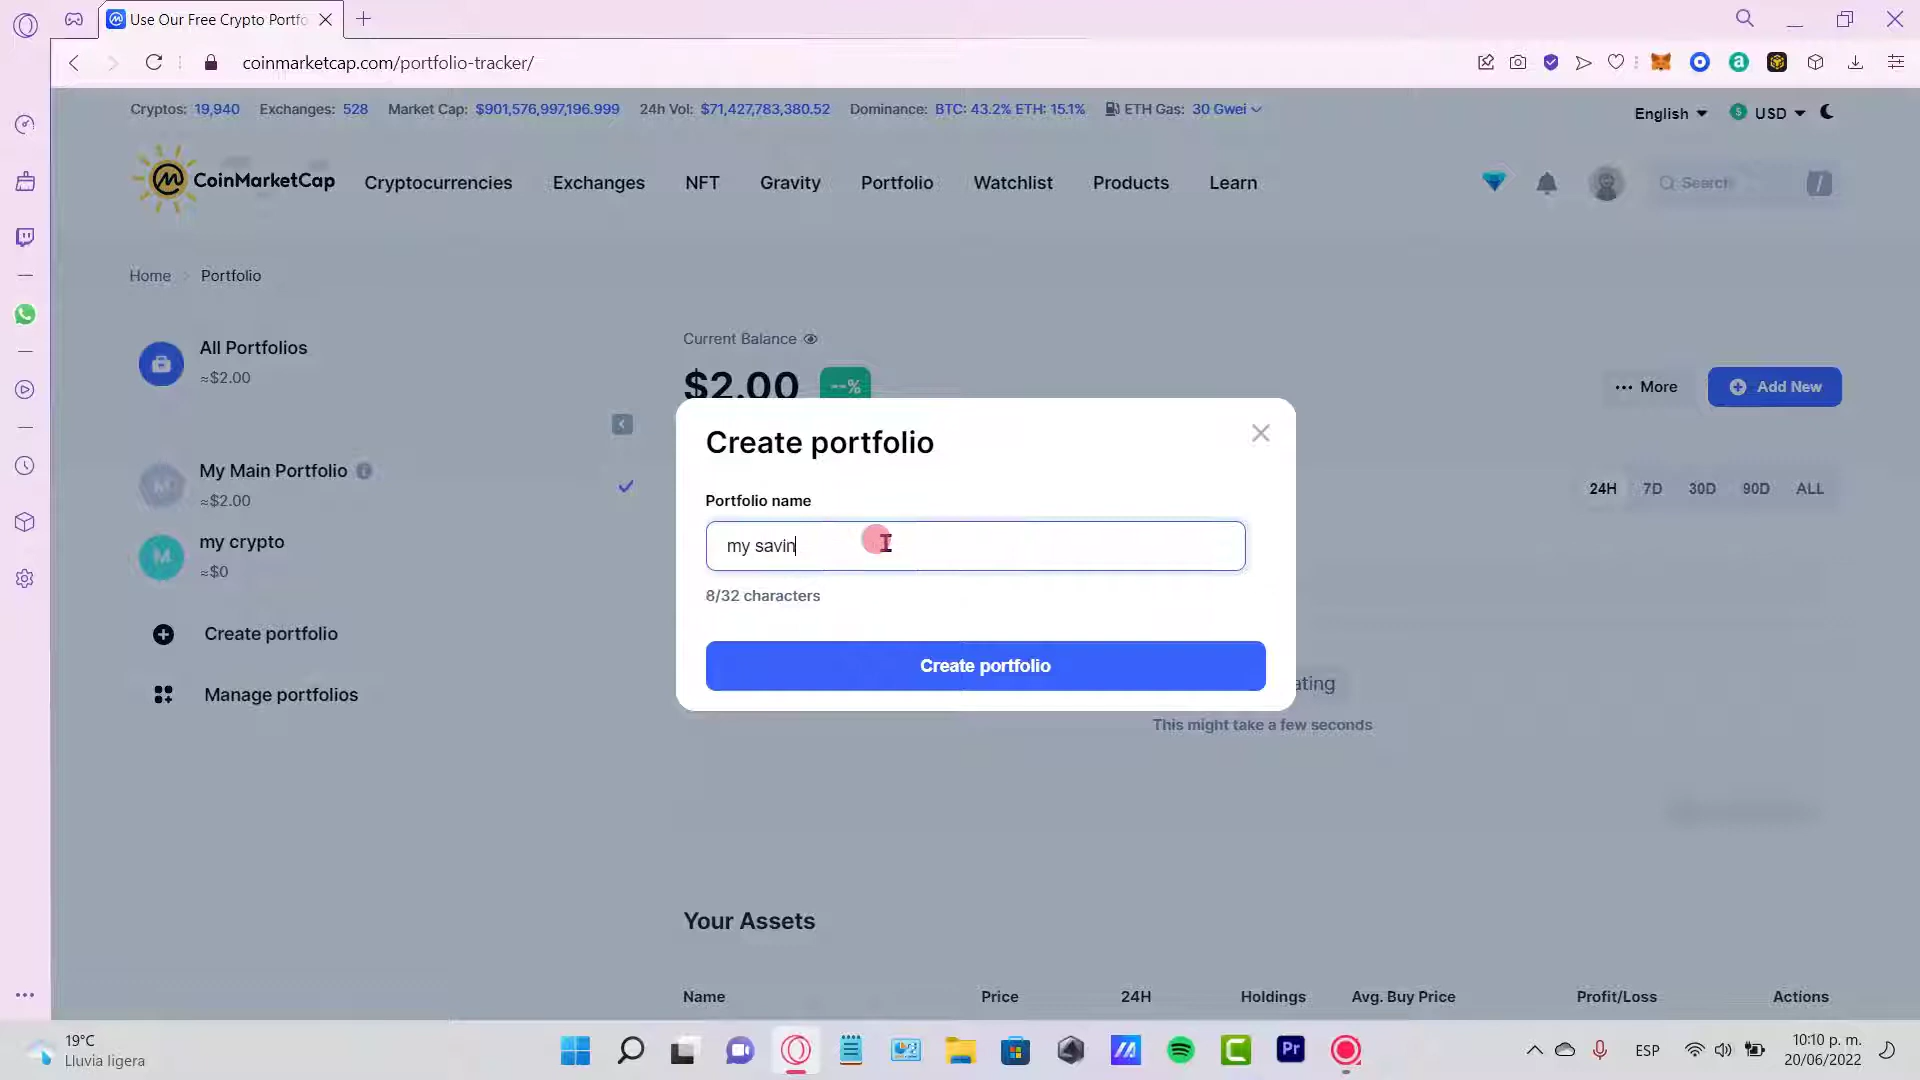 Use Our Free Crypto Portfo
coinmarketcap.com/portfolio-tracker/
Cryptos: 19,940 Exchanges: 528 Market Cap: $901,576,997,196.999 24h Vol: $71,427,783,380.52 Dominance: BTC: 43.2% ETH: 15.1% ETH Gas: 30 Gwei
English USD
CoinMarketCap Cryptocurrencies Exchanges NFT Gravity Portfolio Watchlist Products Learn Search /
Home Portfolio
All Portfolios
≈$2.00
Current Balance
$2.00 --%
More Add New
Create portfolio
Portfolio name
my savin
8/32 characters
Create portfolio
My Main Portfolio
≈$2.00
24H 7D 30D 90D ALL
M my crypto
≈$0
Create portfolio
Manage portfolios
ating
This might take a few seconds
Your Assets
Name Price 24H Holdings Avg. Buy Price Profit/Loss Actions
19°C
Lluvia ligera
Pr
ESP
10:10 p. m.
20/06/2022